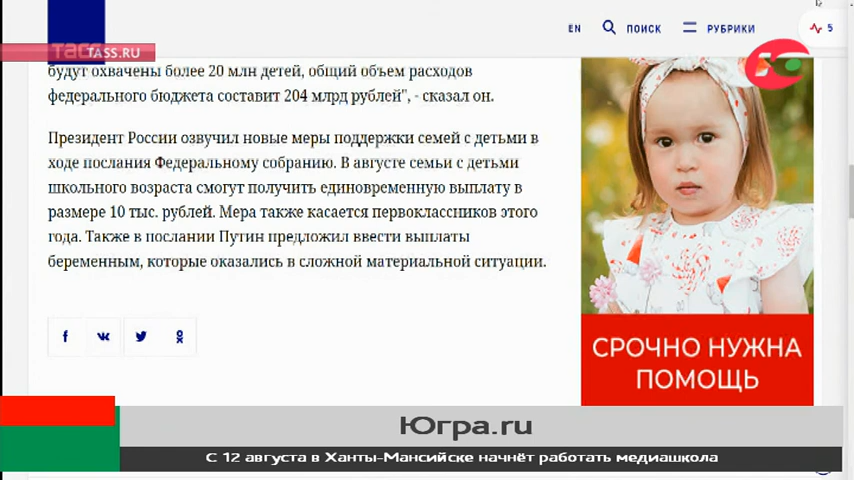 EN
ПОИСК
РУБРИКИ
5
TASS.RU
будут охвачены более 20 млн детей, общий объем расходов
федерального бюджета составит 204 млрд рублей", - сказал он.
Президент России озвучил новые меры поддержки семей с детьми в
ходе послания Федеральному собранию. В августе семьи с детьми
школьного возраста смогут получить единовременную выплату в
размере 10 тыс. рублей. Мера также касается первоклассников этого
года. Также в послании Путин предложил ввести выплаты
беременным, которые оказались в сложной материальной ситуации.
СРОЧНО НУЖНА
ПОМОЩЬ
Югра.ru
С 12 августа в Ханты-Мансийске начнёт работать медиашкола